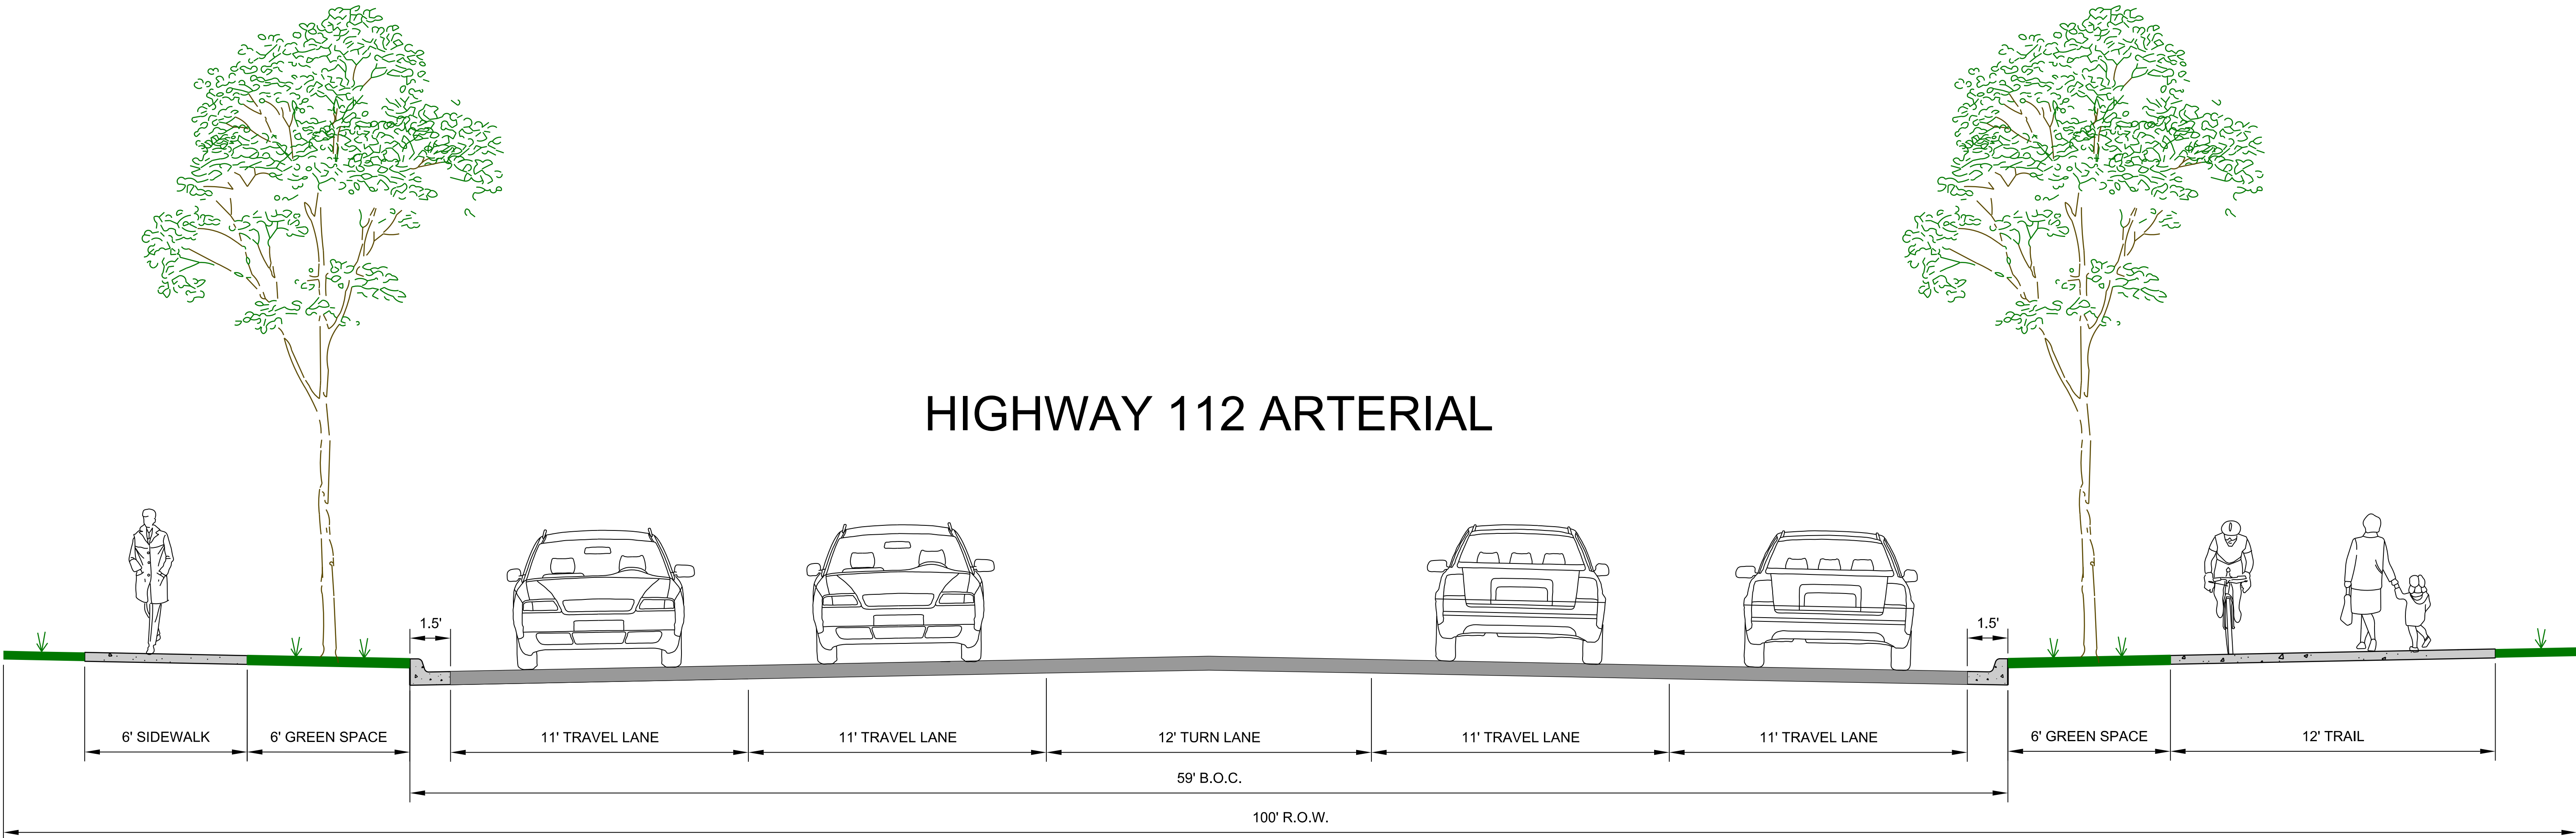 HIGHWAY 112 ARTERIAL
1.5'
1.5'
6' SIDEWALK
6' GREEN SPACE
11' TRAVEL LANE
11' TRAVEL LANE
12' TURN LANE
11' TRAVEL LANE
11' TRAVEL LANE
6' GREEN SPACE
12' TRAIL
59' B.O.C.
100' R.O.W.